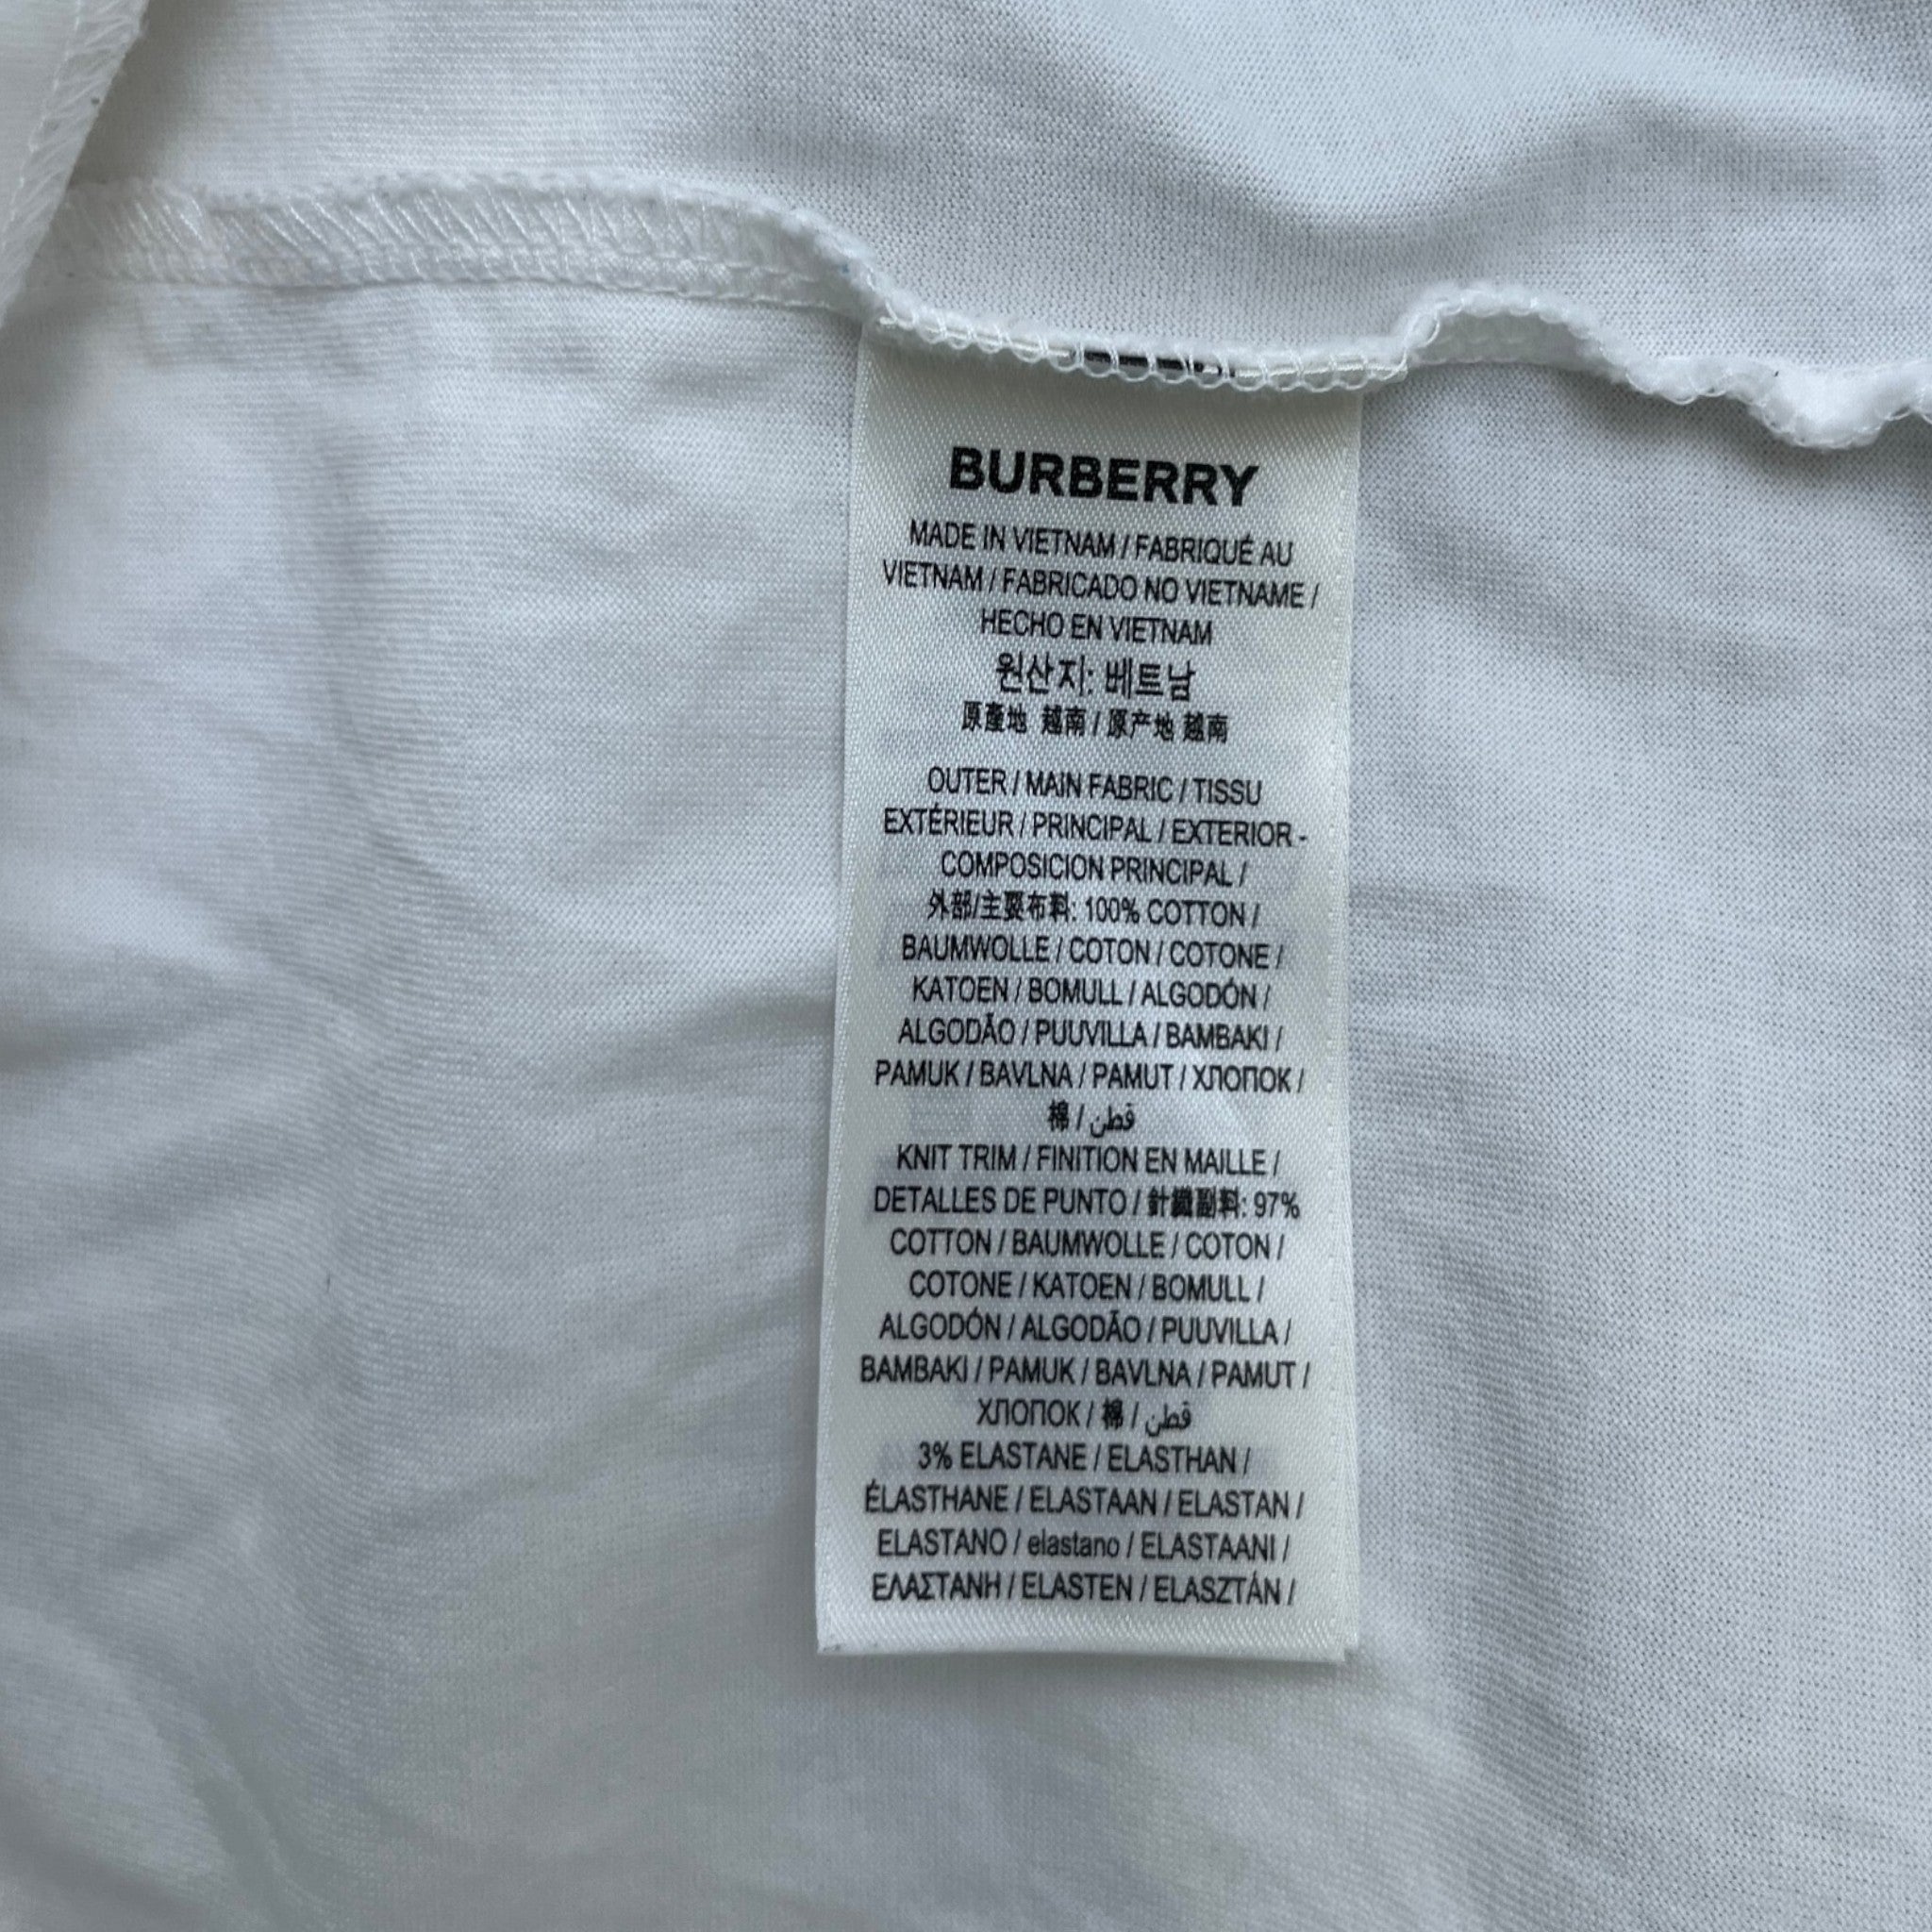 BURBERRY
MADE IN VIETNAM / FABRIQUÉ AU
VIETNAM / FABRICADO NO VIETNAME /
HECHO EN VIETNAM
원산지: 베트남
原產地 越南 / 原产地 越南
OUTER / MAIN FABRIC / TISSU
EXTÉRIEUR / PRINCIPAL / EXTERIOR -
COMPOSICION PRINCIPAL /
外部/主要布料: 100% COTTON /
BAUMWOLLE / COTON / COTONE /
KATOEN / BOMULL / ALGODÓN /
ALGODÃO / PUUVILLA / BAMBAKI /
PAMUK / BAVLNA / PAMUT / ХЛОПОК /
棉 / قطن
KNIT TRIM / FINITION EN MAILLE /
DETALLES DE PUNTO / 針織副料: 97%
COTTON / BAUMWOLLE / COTON /
COTONE / KATOEN / BOMULL /
ALGODÓN / ALGODÃO / PUUVILLA /
BAMBAKI / PAMUK / BAVLNA / PAMUT /
ХЛОПОК / 棉 / قطن
3% ELASTANE / ELASTHAN /
ÉLASTHANE / ELASTAAN / ELASTAN /
ELASTANO / elastano / ELASTAANI /
ΕΛΑΣΤΑΝΗ / ELASTEN / ELASZTÁN /